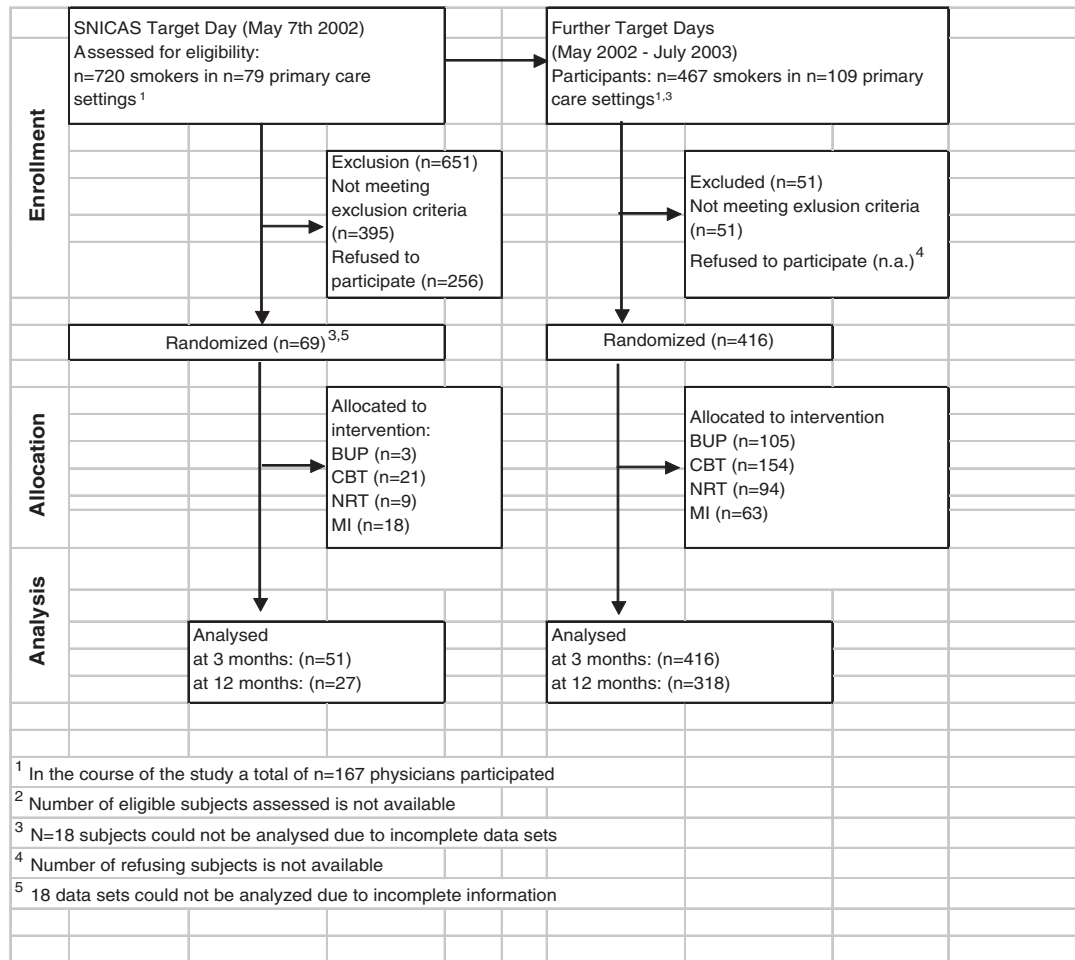 Enrollment
SNICAS Target Day (May 7th 2002)
Assessed for eligibility:
n=720 smokers in n=79 primary care
settings 1
Further Target Days
(May 2002 - July 2003)
Participants: n=467 smokers in n=109 primary
care settings1,3
Exclusion (n=651)
Not meeting
exclusion criteria
(n=395)
Refused to
participate (n=256)
Excluded (n=51)
Not meeting exlusion criteria
(n=51)
Refused to participate (n.a.)4
Randomized (n=69)3,5
Randomized (n=416)
Allocation
Allocated to
intervention:
BUP (n=3)
CBT (n=21)
NRT (n=9)
MI (n=18)
Allocated to intervention
BUP (n=105)
CBT (n=154)
NRT (n=94)
MI (n=63)
Analysis
Analysed
at 3 months: (n=51)
at 12 months: (n=27)
Analysed
at 3 months: (n=416)
at 12 months: (n=318)
1 In the course of the study a total of n=167 physicians participated
2 Number of eligible subjects assessed is not available
3 N=18 subjects could not be analysed due to incomplete data sets
4 Number of refusing subjects is not available
5 18 data sets could not be analyzed due to incomplete information